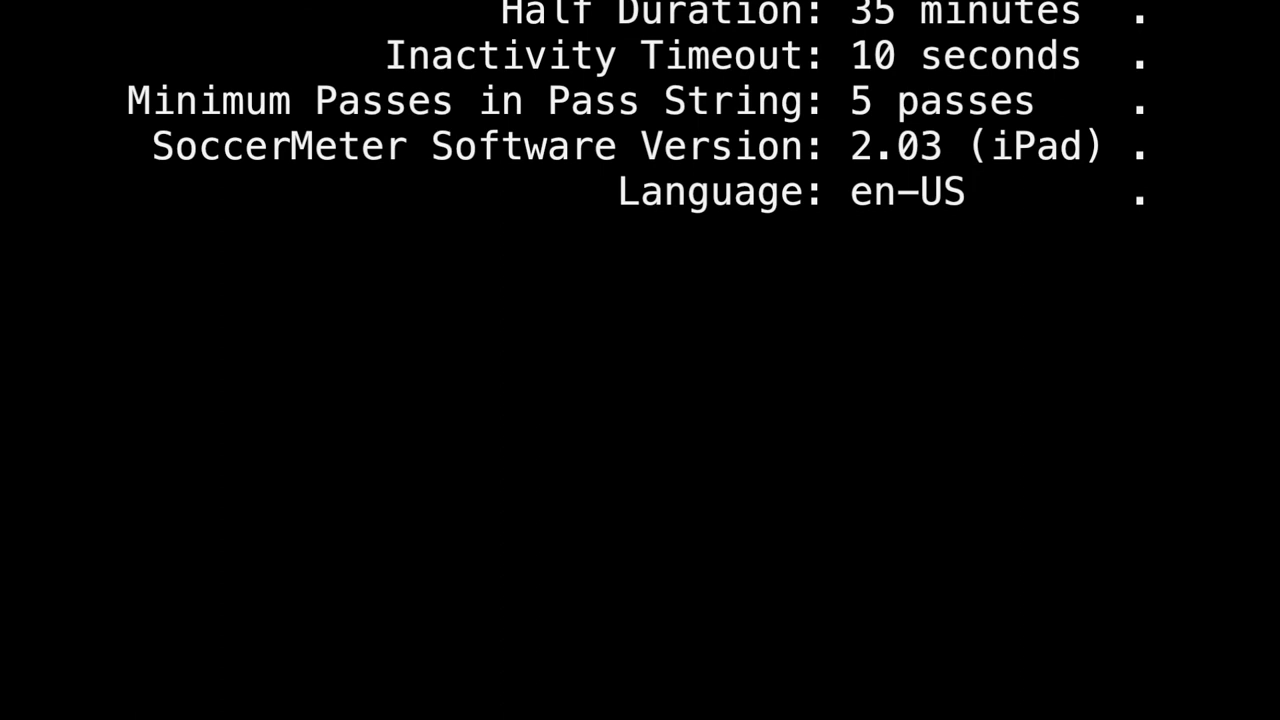 Half Duration: 35 minutes .
Inactivity Timeout: 10 seconds .
Minimum Passes in Pass String: 5 passes .
SoccerMeter Software Version: 2.03 (iPad) .
Language: en-US .